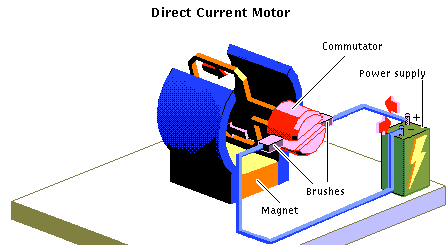 Direct Current Motor
Commutator
Power supply
+
Brushes
Magnet